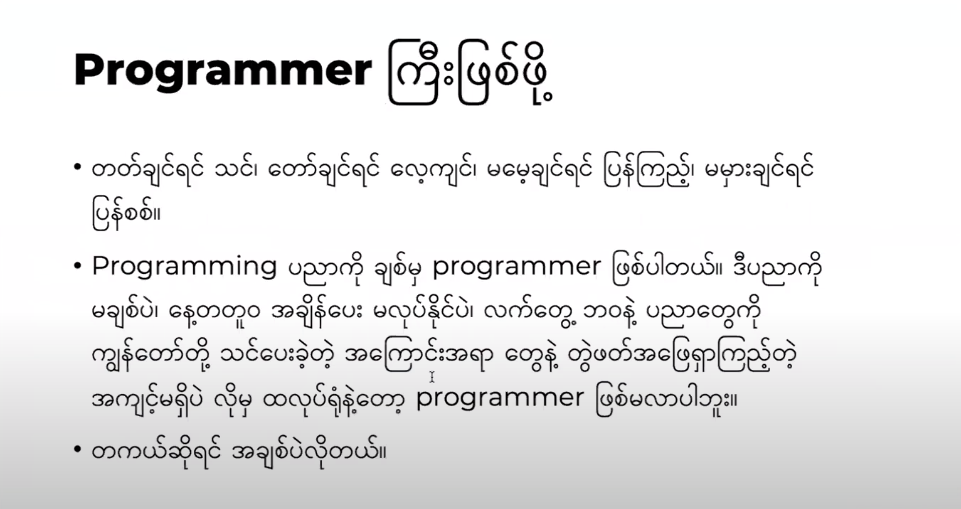 Programmer ကြီးဖြစ်ဖို့
• တတ်ချင်ရင် သင်၊ တော်ချင်ရင် လေ့ကျင်၊ မမေ့ချင်ရင် ပြန်ကြည့်၊ မမှားချင်ရင်
ပြန်စစ်။
• Programming ပညာကို ချစ်မှ programmer ဖြစ်ပါတယ်။ ဒီပညာကို
မချစ်ပဲ၊ နေ့တတူဝ အချိန်ပေး မလုပ်နိုင်ပဲ၊ လက်တွေ့ ဘဝနဲ့ ပညာတွေကို
ကျွန်တော်တို့ သင်ပေးခဲ့တဲ့ အကြောင်းအရာ တွေနဲ့ တွဲဖတ်အဖြေရှာကြည့်တဲ့
အကျင့်မရှိပဲ လိုမှ ထလုပ်ရုံနဲ့တော့ programmer ဖြစ်မလာပါဘူး။
• တကယ်ဆိုရင် အချစ်ပဲလိုတယ်။